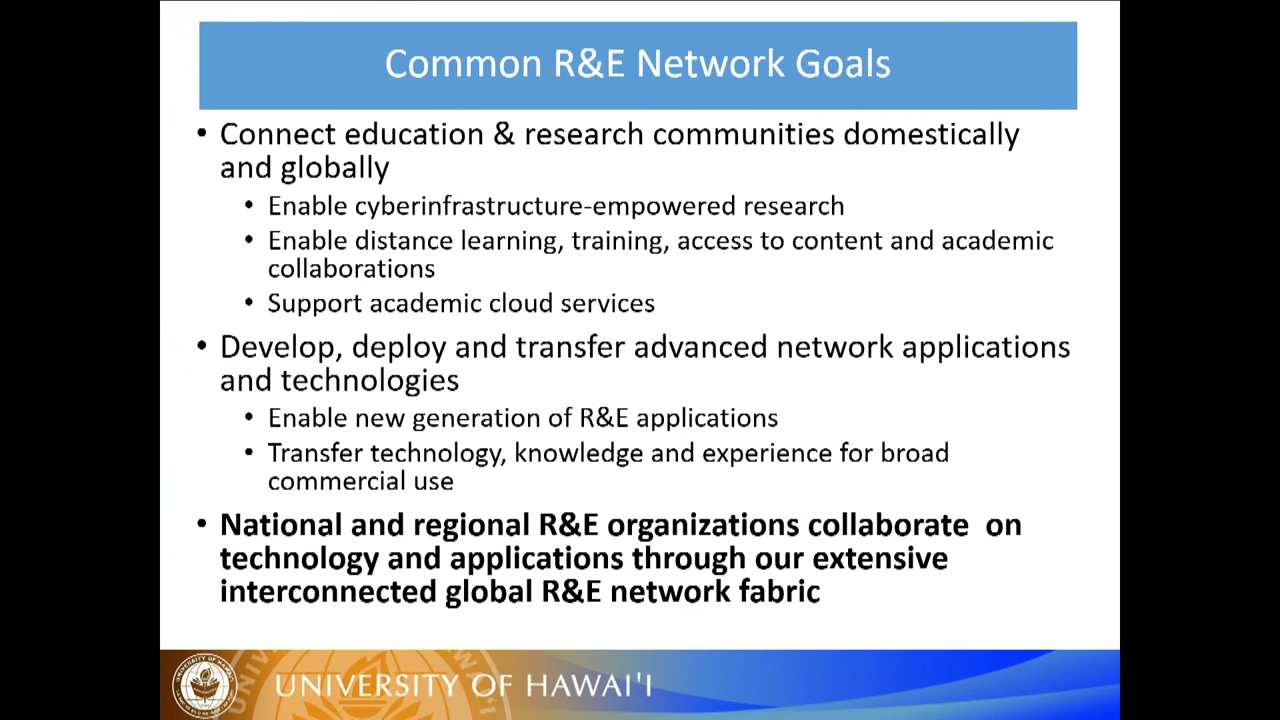 Common R&E Network Goals
• Connect education & research communities domestically
and globally
• Enable cyberinfrastructure-empowered research
• Enable distance learning, training, access to content and academic
collaborations
• Support academic cloud services
• Develop, deploy and transfer advanced network applications
and technologies
• Enable new generation of R&E applications
• Transfer technology, knowledge and experience for broad
commercial use
• National and regional R&E organizations collaborate  on
technology and applications through our extensive
interconnected global R&E network fabric
UNIVERSITY OF HAWAI'I